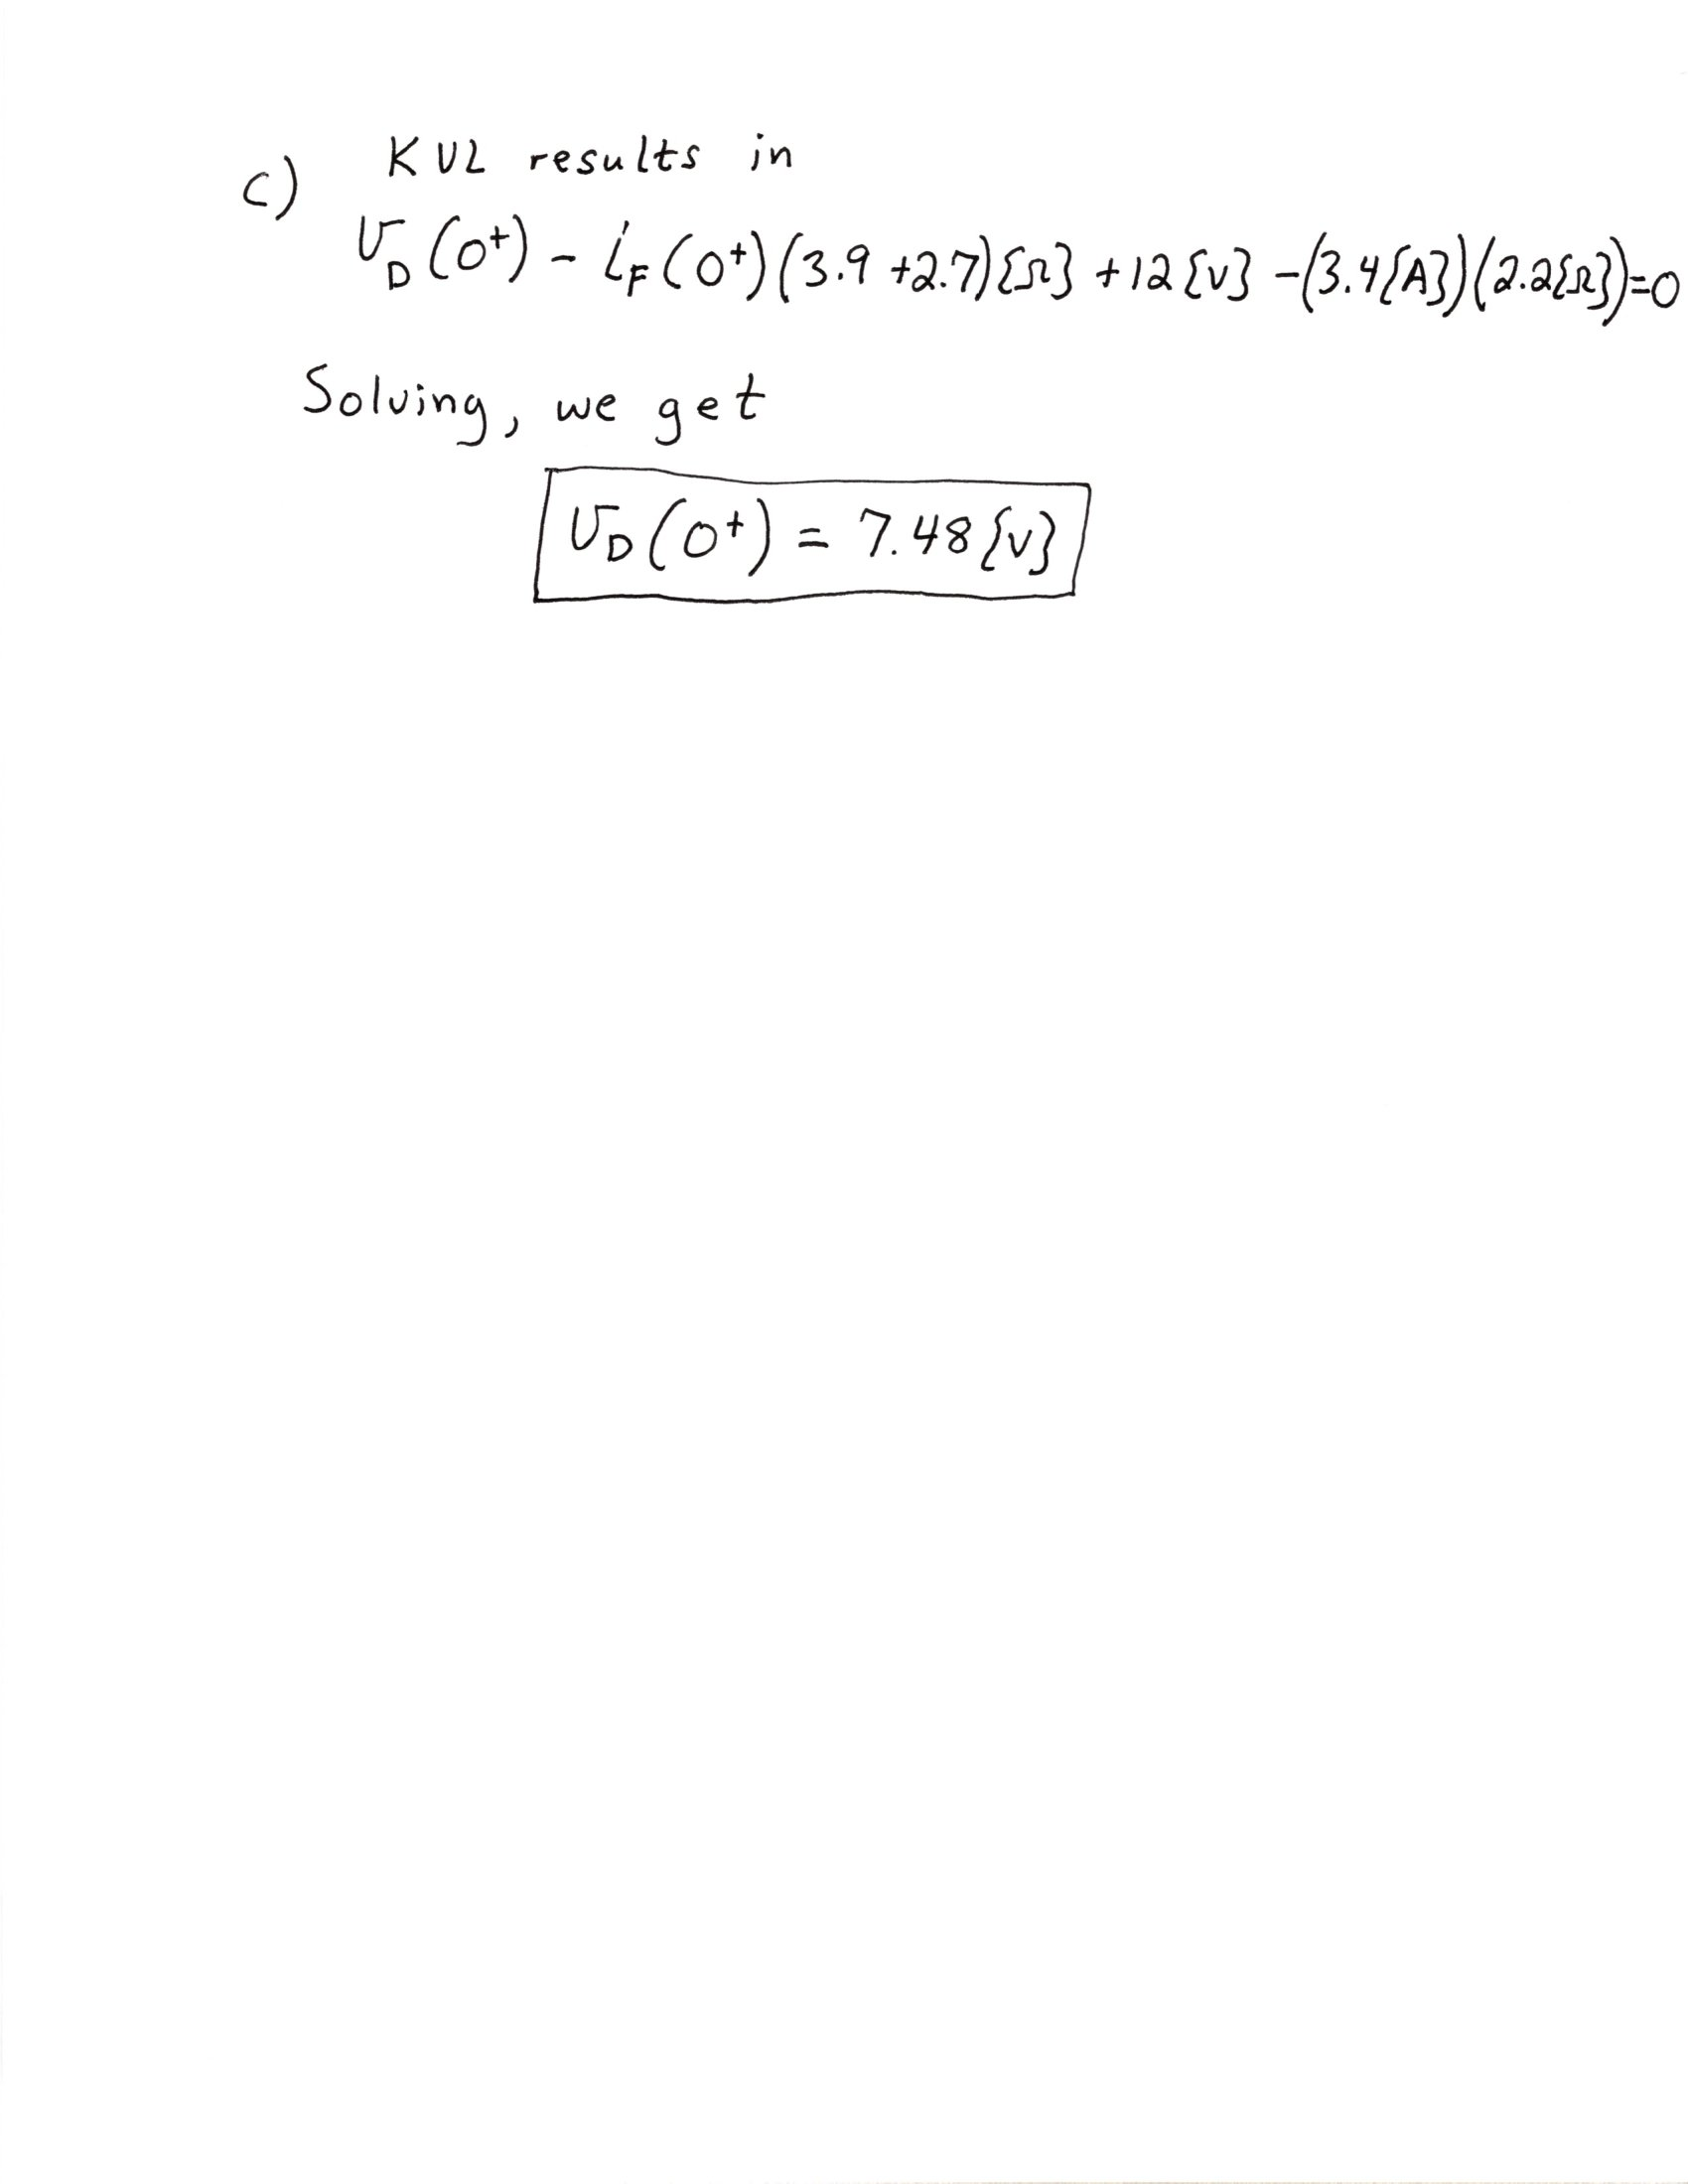 c) KVL results in
v_D(0+) - i_F(0+)(3.9+2.7){Ω} +12{V} -(3.4{A})(2.2{Ω})=0
Solving, we get
v_D(0+) = 7.48{V}